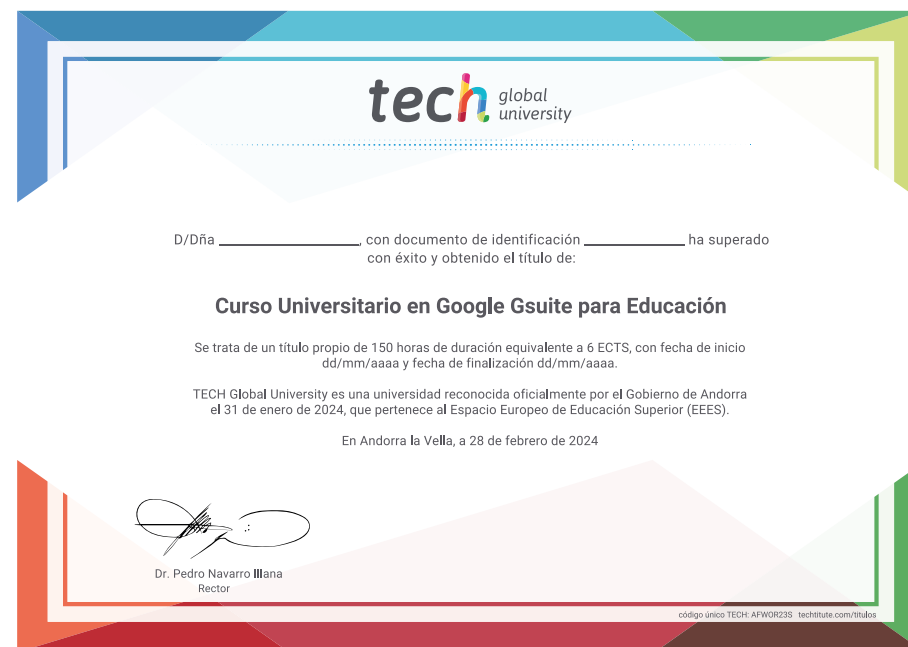 tech global university
D/Dña ____________________, con documento de identificación ______________ ha superado
con éxito y obtenido el título de:
Curso Universitario en Google Gsuite para Educación
Se trata de un título propio de 150 horas de duración equivalente a 6 ECTS, con fecha de inicio
dd/mm/aaaa y fecha de finalización dd/mm/aaaa.
TECH Global University es una universidad reconocida oficialmente por el Gobierno de Andorra
el 31 de enero de 2024, que pertenece al Espacio Europeo de Educación Superior (EEES).
En Andorra la Vella, a 28 de febrero de 2024
Dr. Pedro Navarro Illana
Rector
código único TECH: AFWOR23S techtitute.com/titulos